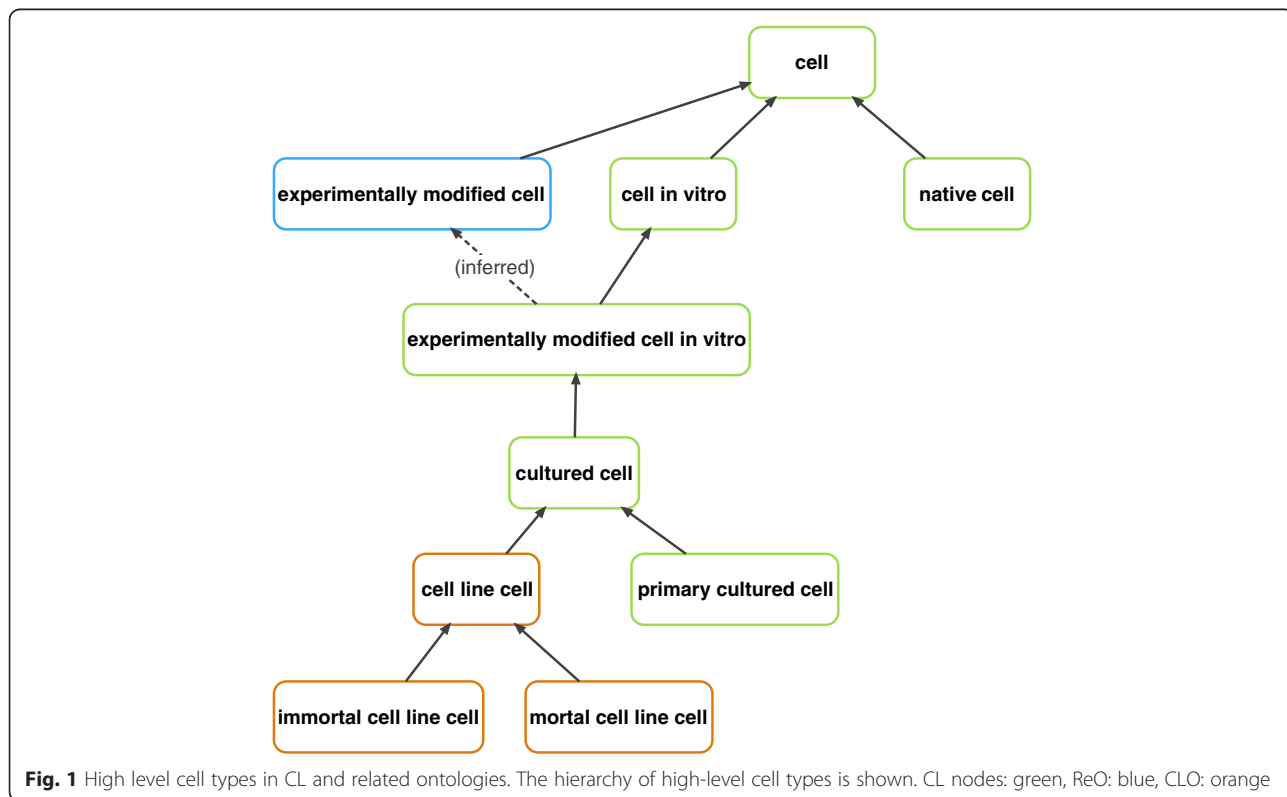 cell
experimentally modified cell
cell in vitro
native cell
(inferred)
experimentally modified cell in vitro
cultured cell
cell line cell
primary cultured cell
immortal cell line cell
mortal cell line cell
Fig. 1 High level cell types in CL and related ontologies. The hierarchy of high-level cell types is shown. CL nodes: green, ReO: blue, CLO: orange